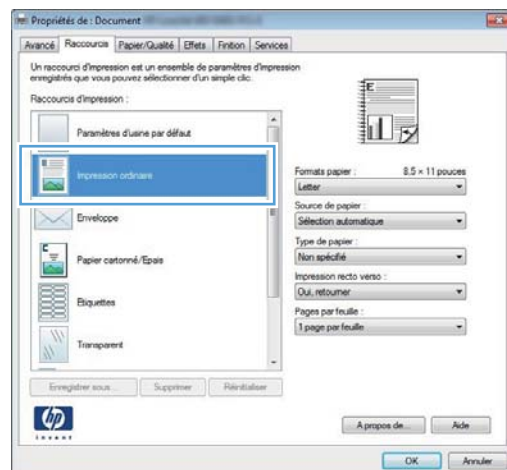 Propriétés de : Document
Avancé Raccourcis Papier/Qualité Effets Finition Services
Un raccourci d'impression est un ensemble de paramètres d'impression
enregistrés que vous pouvez sélectionner d'un simple clic.
Raccourcis d'impression :
Paramètres d'usine par défaut
Impression ordinaire
Enveloppe
Papier cartonné/Épais
Étiquettes
Transparent
Enregistrer sous... Supprimer Réinitialiser
E
Formats papier : 8.5 × 11 pouces
Letter
Source de papier :
Sélection automatique
Type de papier :
Non spécifié
Impression recto verso :
Oui, retourner
Pages par feuille :
1 page par feuille
hp
invent
A propos de... Aide
OK Annuler